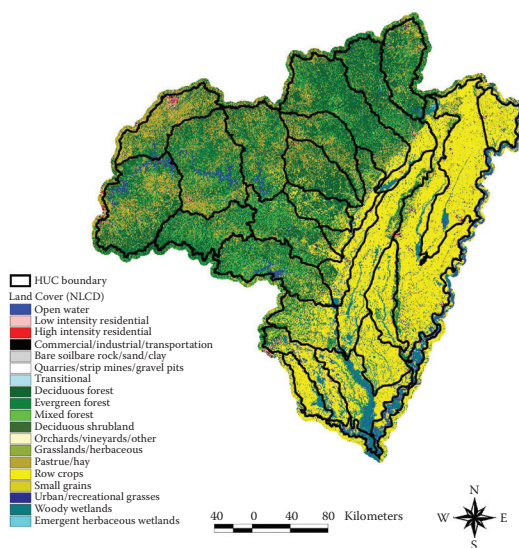 HUC boundary
Land Cover (NLCD)
Open water
Low intensity residential
High intensity residential
Commercial/industrial/transportation
Bare soilbare rock/sand/clay
Quarries/strip mines/gravel pits
Transitional
Deciduous forest
Evergreen forest
Mixed forest
Deciduous shrubland
Orchards/vineyards/other
Grasslands/herbaceous
Pastrue/hay
Row crops
Small grains
Urban/recreational grasses
Woody wetlands
Emergent herbaceous wetlands
40 0 40 80 Kilometers
N
W E
S